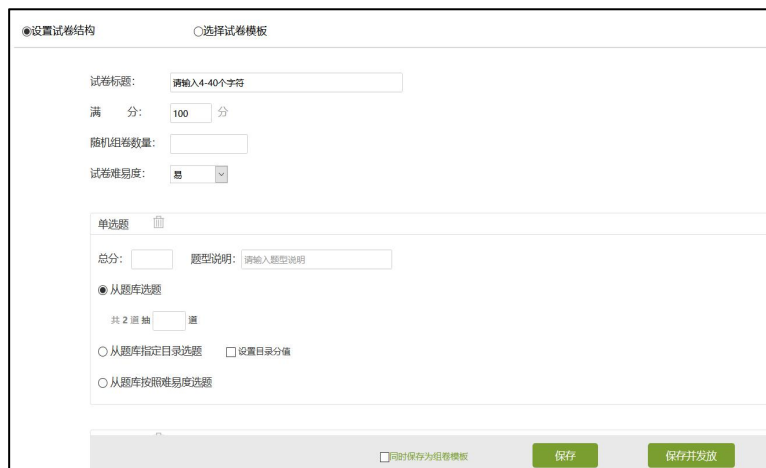 设置试卷结构 选择试卷模板
试卷标题： 请输入4-40个字符
满 分： 100 分
随机组卷数量：
试卷难易度： 易
单选题
总分： 题型说明： 请输入题型说明
从题库选题
共 2 道 抽 道
从题库指定目录选题 设置目录分值
从题库按照难易度选题
同时保存为组卷模板 保存 保存并发放